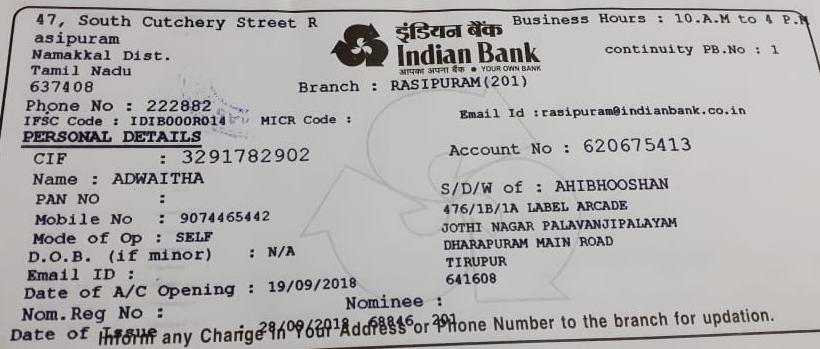 47, South Cutchery Street R
asipuram
Namakkal Dist.
Tamil Nadu
637408
Phone No : 222882
IFSC Code : IDIB000R014 MICR Code :
इंडियन बैंक
Indian Bank
आपका अपना बैंक • YOUR OWN BANK
Branch : RASIPURAM(201)
Business Hours : 10.A.M to 4 P.M
continuity PB.No : 1
Email Id :rasipuram@indianbank.co.in
PERSONAL DETAILS
CIF : 3291782902
Account No : 620675413
Name : ADWAITHA
PAN NO :
Mobile No : 9074465442
Mode of Op : SELF
D.O.B. (if minor) : N/A
Email ID :
Date of A/C Opening : 19/09/2018
Nom.Reg No :
Nominee :
Date of Issue : 28/09/2018 68846 201
S/D/W of : AHIBHOOSHAN
476/1B/1A LABEL ARCADE
JOTHI NAGAR PALAVANJIPALAYAM
DHARAPURAM MAIN ROAD
TIRUPUR
641608
Inform any Change in Your Address or Phone Number to the branch for updation.